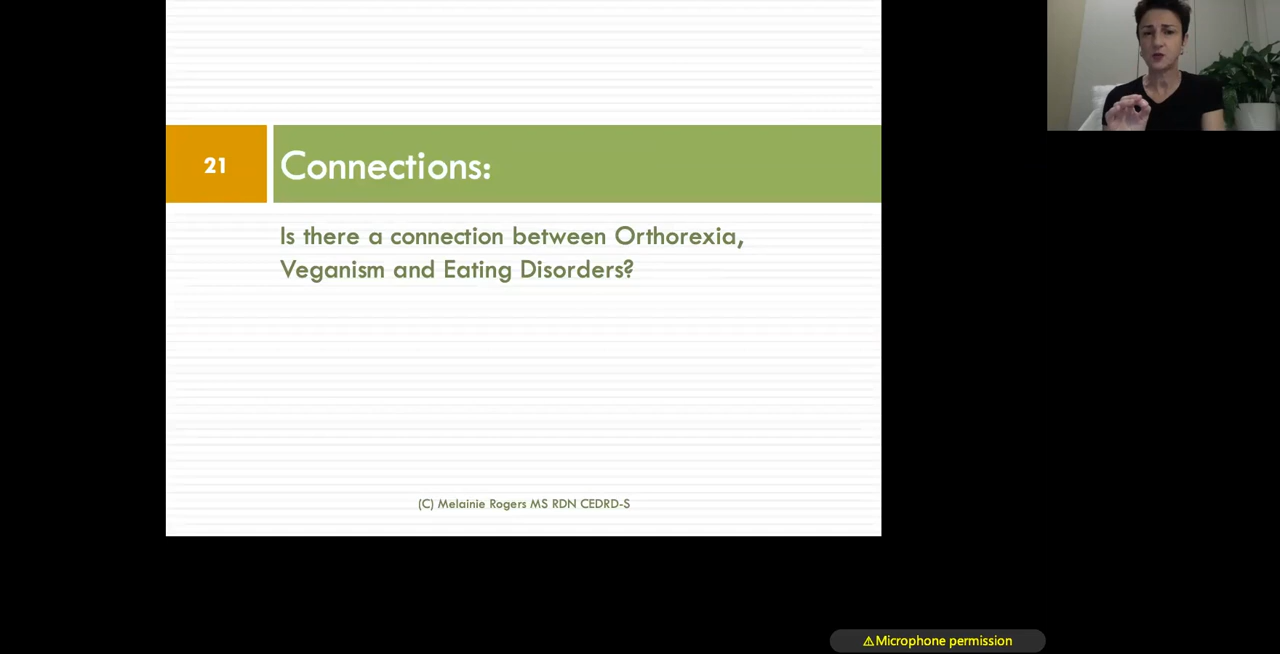 21
Connections:
Is there a connection between Orthorexia,
Veganism and Eating Disorders?
(C) Melainie Rogers MS RDN CEDRD-S
⚠Microphone permission